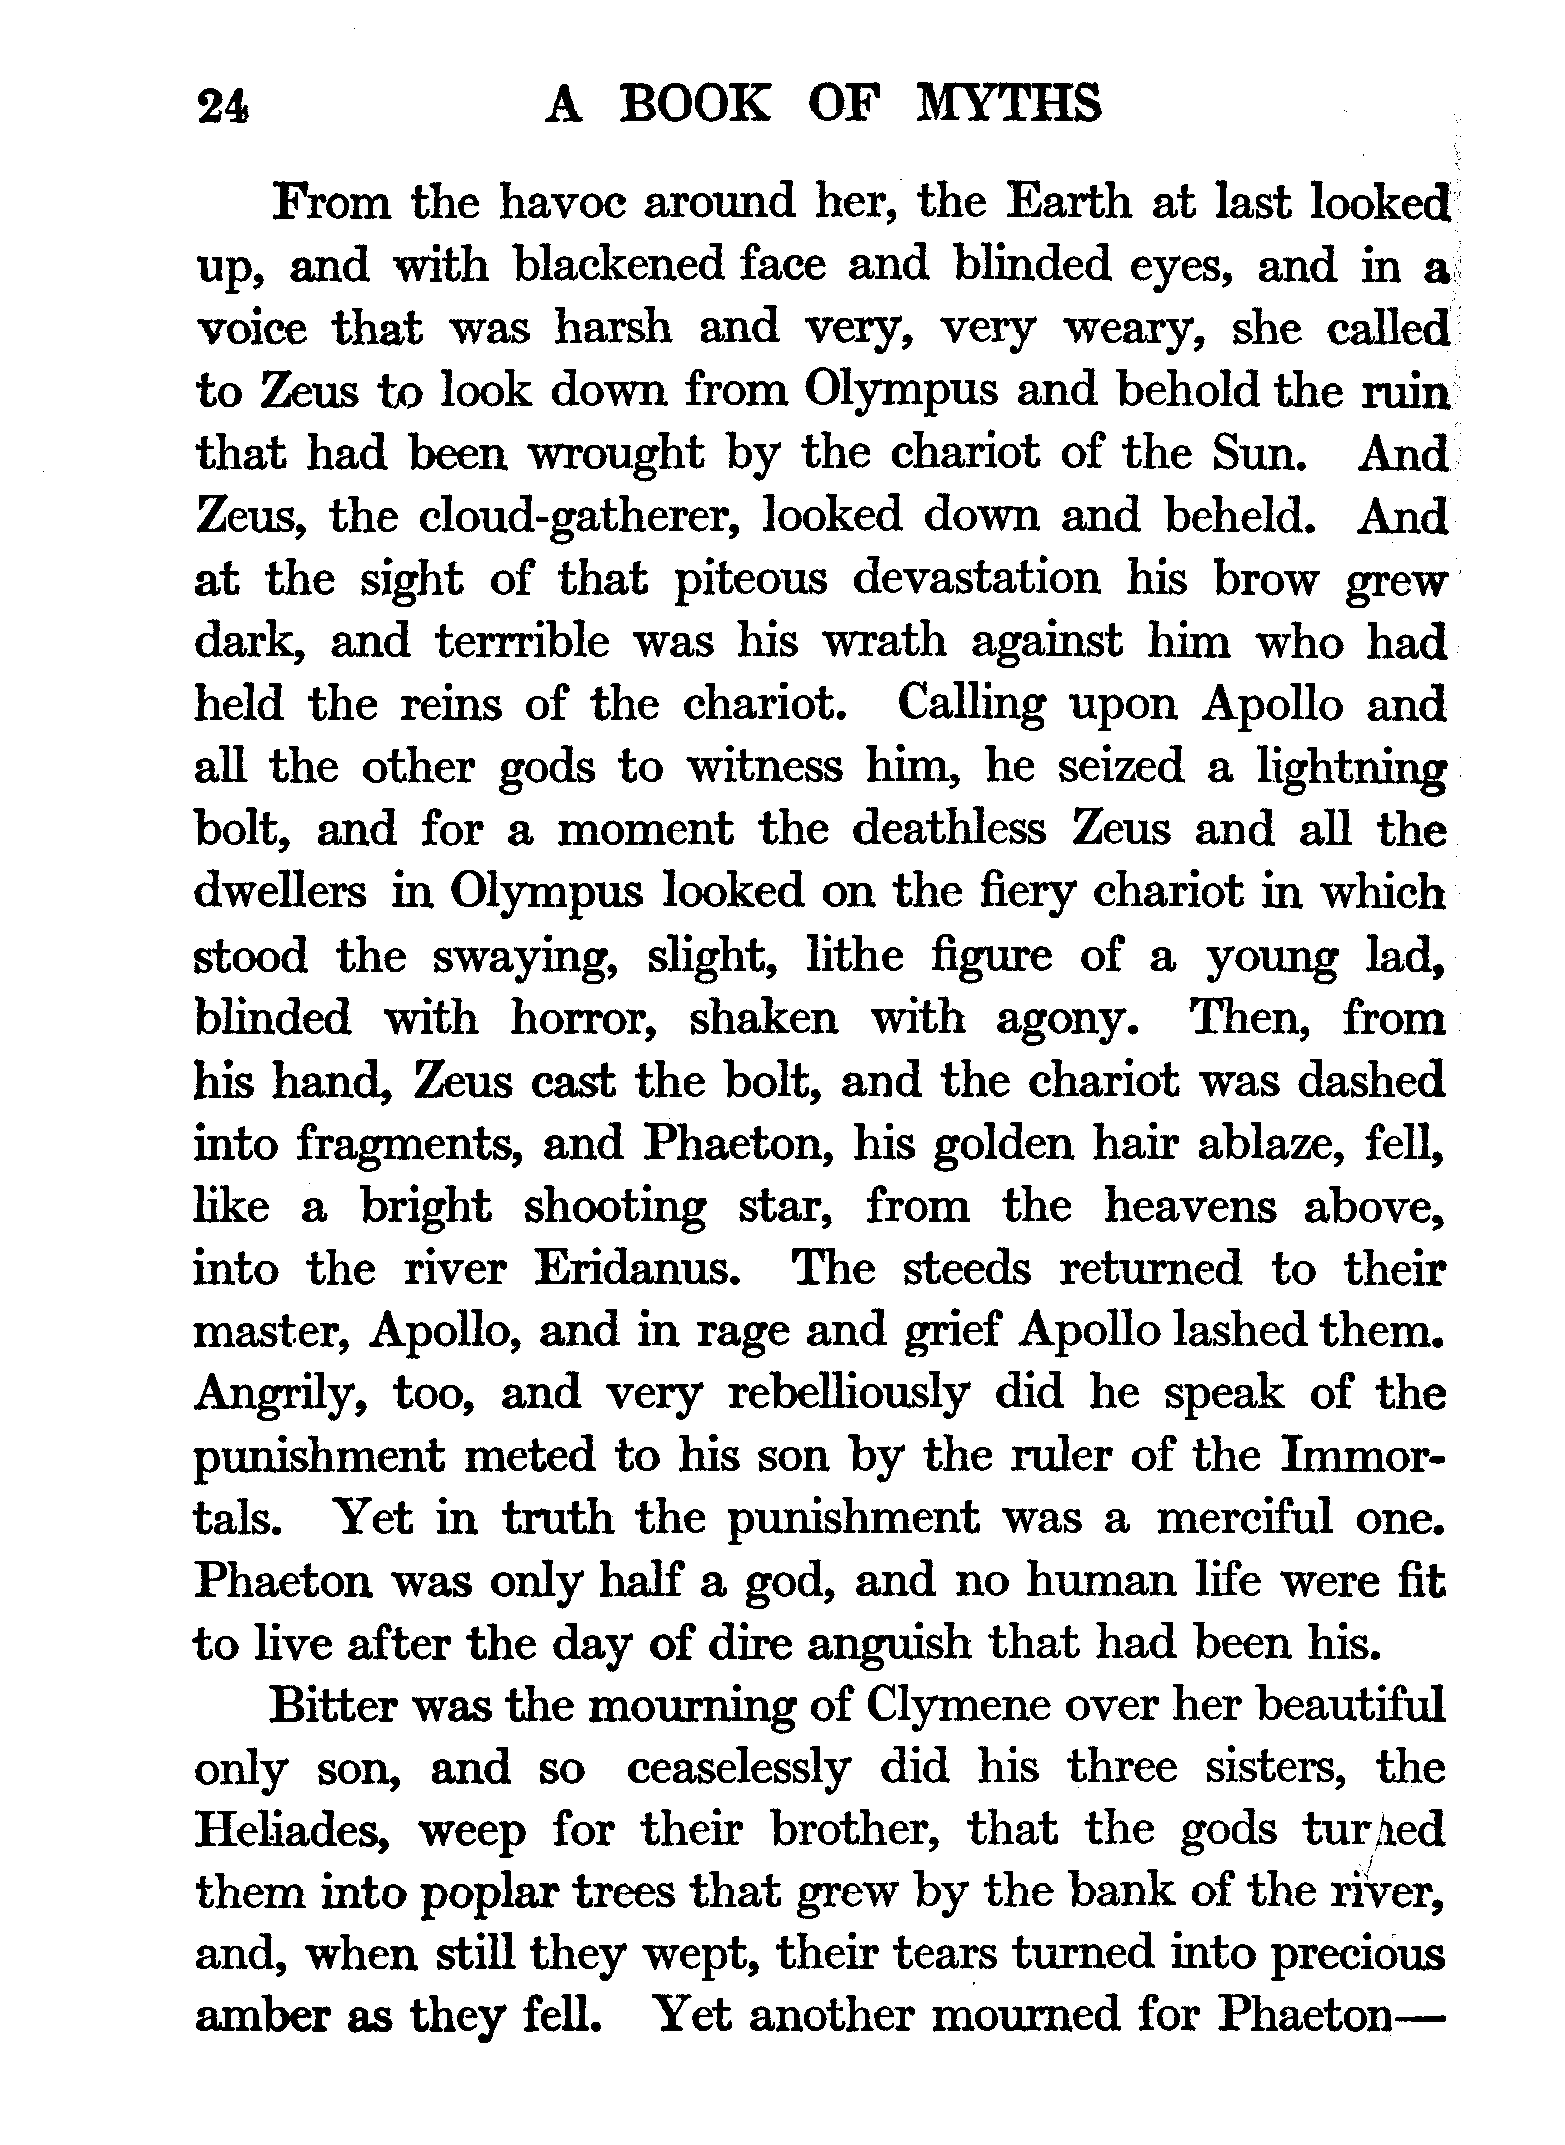 24 A BOOK OF MYTHS
From the havoc around her, the Earth at last looked
up, and with blackened face and blinded eyes, and in a
voice that was harsh and very, very weary, she called
to Zeus to look down from Olympus and behold the ruin
that had been wrought by the chariot of the Sun. And
Zeus, the cloud-gatherer, looked down and beheld. And
at the sight of that piteous devastation his brow grew
dark, and terrrible was his wrath against him who had
held the reins of the chariot. Calling upon Apollo and
all the other gods to witness him, he seized a lightning
bolt, and for a moment the deathless Zeus and all the
dwellers in Olympus looked on the fiery chariot in which
stood the swaying, slight, lithe figure of a young lad,
blinded with horror, shaken with agony. Then, from
his hand, Zeus cast the bolt, and the chariot was dashed
into fragments, and Phaeton, his golden hair ablaze, fell,
like a bright shooting star, from the heavens above,
into the river Eridanus. The steeds returned to their
master, Apollo, and in rage and grief Apollo lashed them.
Angrily, too, and very rebelliously did he speak of the
punishment meted to his son by the ruler of the Immor-
tals. Yet in truth the punishment was a merciful one.
Phaeton was only half a god, and no human life were fit
to live after the day of dire anguish that had been his.
Bitter was the mourning of Clymene over her beautiful
only son, and so ceaselessly did his three sisters, the
Heliades, weep for their brother, that the gods turned
them into poplar trees that grew by the bank of the river,
and, when still they wept, their tears turned into precious
amber as they fell. Yet another mourned for Phaeton—